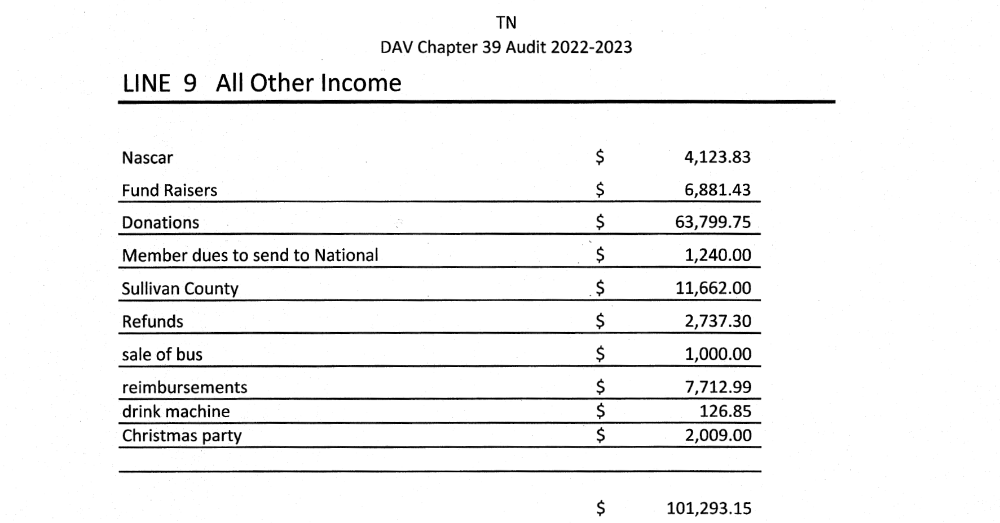 TN
DAV Chapter 39 Audit 2022-2023
LINE 9 All Other Income
Nascar $ 4,123.83
Fund Raisers $ 6,881.43
Donations $ 63,799.75
Member dues to send to National $ 1,240.00
Sullivan County $ 11,662.00
Refunds $ 2,737.30
sale of bus $ 1,000.00
reimbursements $ 7,712.99
drink machine $ 126.85
Christmas party $ 2,009.00
$ 101,293.15